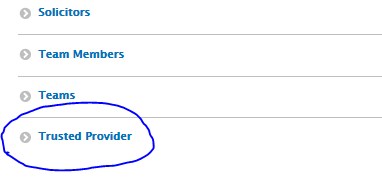 Solicitors
Team Members
Teams
Trusted Provider